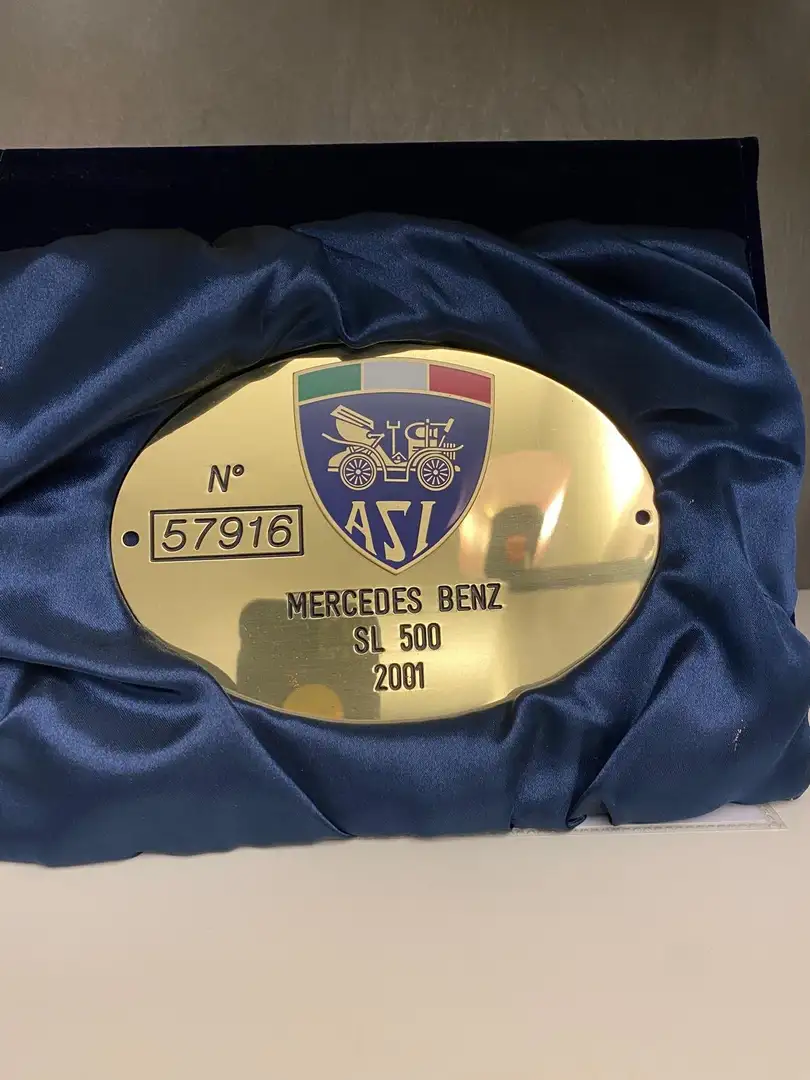 ASI
N°
57916
MERCEDES BENZ
SL 500
2001